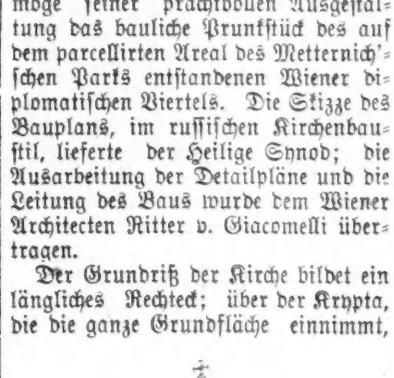 möge seiner prachtvollen Ausgestal-
tung das bauliche Prunkstück des auf
dem parcellirten Areal des Metternich'-
schen Parks entstandenen Wiener di-
plomatischen Viertels. Die Skizze des
Bauplans, im russischen Kirchenbau-
stil, lieferte der Heilige Synod; die
Ausarbeitung der Detailpläne und die
Leitung des Baus wurde dem Wiener
Architecten Ritter v. Giacomelli über-
tragen.
Der Grundriß der Kirche bildet ein
längliches Rechteck; über der Krypta,
die die ganze Grundfläche einnimmt,